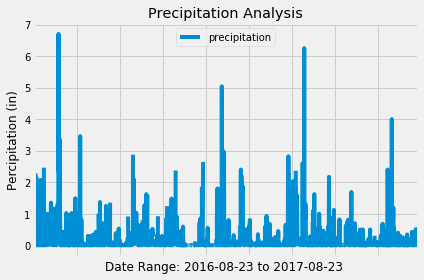 Precipitation Analysis
precipitation
Percipitation (in)
7
6
5
4
3
2
1
0
Date Range: 2016-08-23 to 2017-08-23